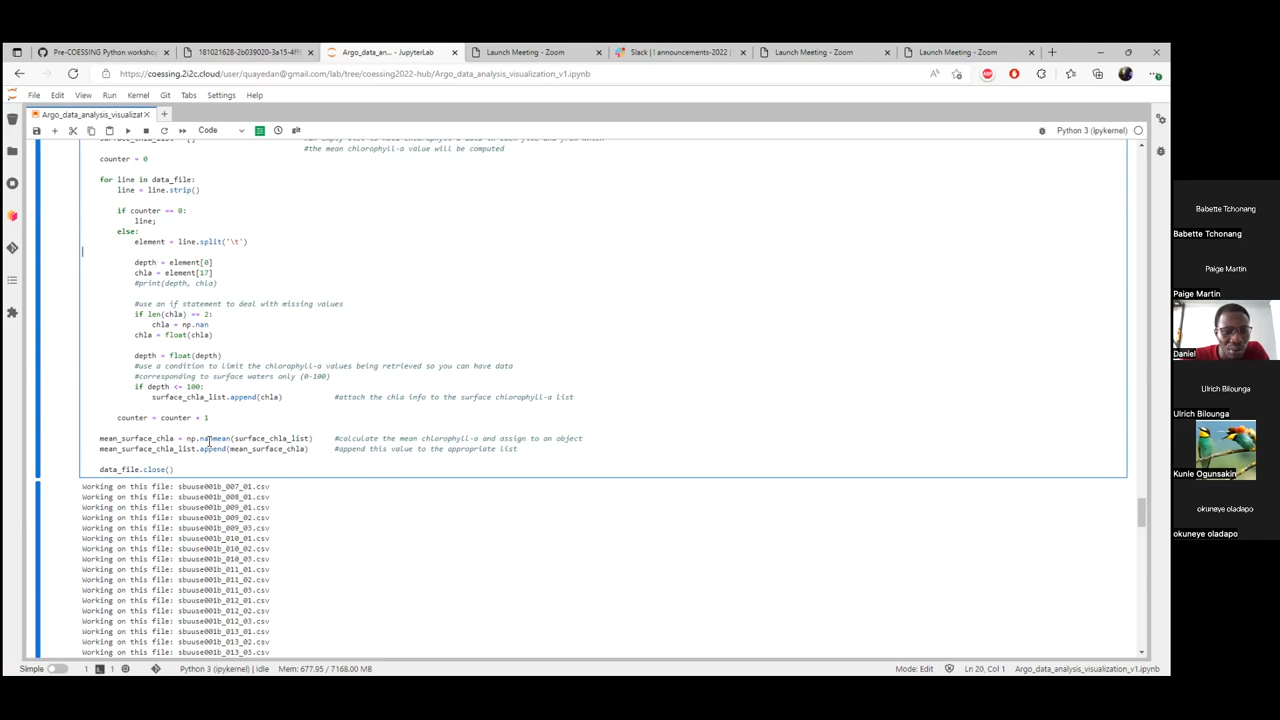 Pre-COESSING Python workshop
181021628-2b039020-3a15-4ff6
Argo_data_an... - JupyterLab
Launch Meeting - Zoom
Slack | ! announcements-2022 |
Launch Meeting - Zoom
Launch Meeting - Zoom
https://coessing.2i2c.cloud/user/quayedan@gmail.com/lab/tree/coessing2022-hub/Argo_data_analysis_visualization_v1.ipynb
File Edit View Run Kernel Git Tabs Settings Help
Argo_data_analysis_visualizat
Code
git
Python 3 (ipykernel)
#the mean chlorophyll-a value will be computed
counter = 0
for line in data_file:
line = line.strip()
if counter == 0:
line;
else:
element = line.split('\t')
depth = element[0]
chla = element[17]
#print(depth, chla)
#use an if statement to deal with missing values
if len(chla) == 2:
chla = np.nan
chla = float(chla)
depth = float(depth)
#use a condition to limit the chlorophyll-a values being retrieved so you can have data
#corresponding to surface waters only (0-100)
if depth <= 100:
surface_chla_list.append(chla) #attach the chla info to the surface chlorophyll-a list
counter = counter + 1
mean_surface_chla = np.nanmean(surface_chla_list) #calculate the mean chlorophyll-a and assign to an object
mean_surface_chla_list.append(mean_surface_chla) #append this value to the appropriate list
data_file.close()
Working on this file: sbuuse001b_007_01.csv
Working on this file: sbuuse001b_008_01.csv
Working on this file: sbuuse001b_009_01.csv
Working on this file: sbuuse001b_009_02.csv
Working on this file: sbuuse001b_009_03.csv
Working on this file: sbuuse001b_010_01.csv
Working on this file: sbuuse001b_010_02.csv
Working on this file: sbuuse001b_010_03.csv
Working on this file: sbuuse001b_011_01.csv
Working on this file: sbuuse001b_011_02.csv
Working on this file: sbuuse001b_011_03.csv
Working on this file: sbuuse001b_012_01.csv
Working on this file: sbuuse001b_012_02.csv
Working on this file: sbuuse001b_012_03.csv
Working on this file: sbuuse001b_013_01.csv
Working on this file: sbuuse001b_013_02.csv
Working on this file: sbuuse001b_013_03.csv
Simple 1 1 Python 3 (ipykernel) | Idle Mem: 677.95 / 7168.00 MB Mode: Edit Ln 20, Col 1 Argo_data_analysis_visualization_v1.ipynb
Babette Tchonang
Babette Tchonang
Paige Martin
Paige Martin
Daniel
Ulrich Bilounga
Ulrich Bilounga
Kunle Ogunsakin
okuneye oladapo
okuneye oladapo